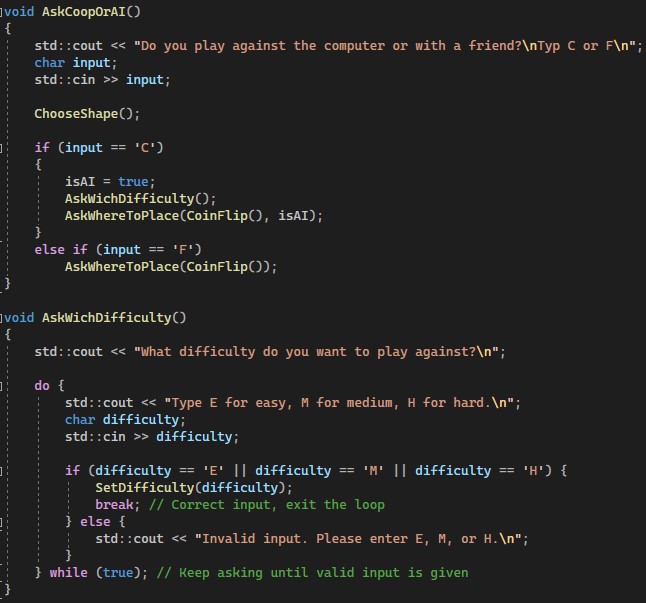 void AskCoopOrAI()
{
    std::cout << "Do you play against the computer or with a friend?\nTyp C or F\n";
    char input;
    std::cin >> input;

    ChooseShape();

    if (input == 'C')
    {
        isAI = true;
        AskWichDifficulty();
        AskWhereToPlace(CoinFlip(), isAI);
    }
    else if (input == 'F')
        AskWhereToPlace(CoinFlip());
}

void AskWichDifficulty()
{
    std::cout << "What difficulty do you want to play against?\n";

    do {
        std::cout << "Type E for easy, M for medium, H for hard.\n";
        char difficulty;
        std::cin >> difficulty;

        if (difficulty == 'E' || difficulty == 'M' || difficulty == 'H') {
            SetDifficulty(difficulty);
            break; // Correct input, exit the loop
        } else {
            std::cout << "Invalid input. Please enter E, M, or H.\n";
        }
    } while (true); // Keep asking until valid input is given
}